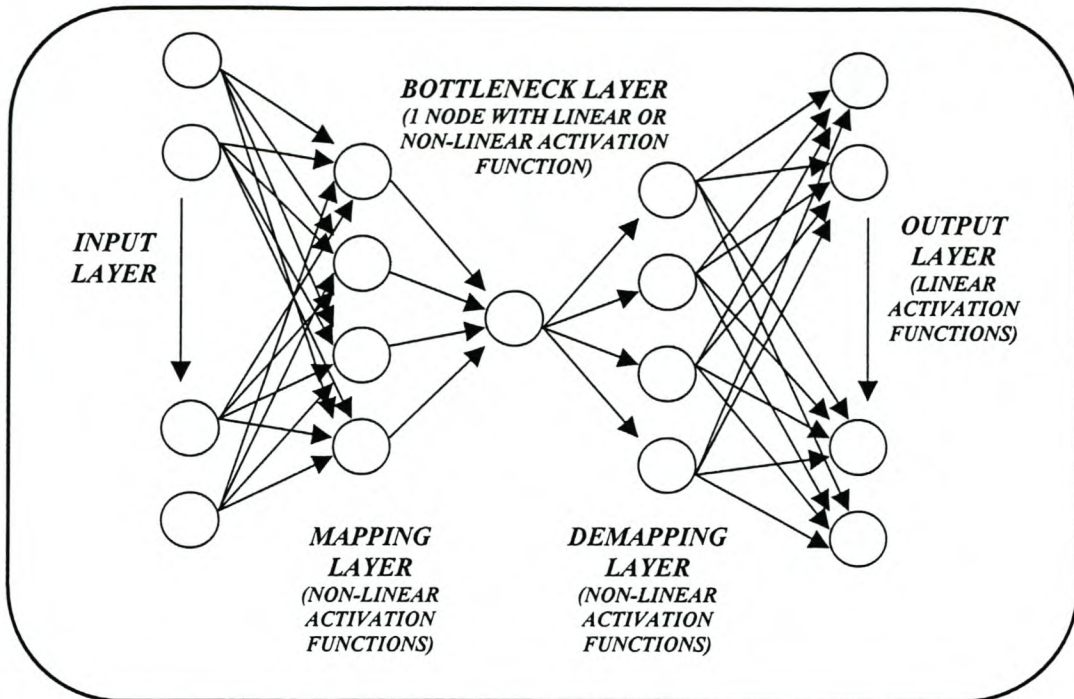 BOTTLENECK LAYER
(1 NODE WITH LINEAR OR
NON-LINEAR ACTIVATION
FUNCTION)
INPUT
LAYER
OUTPUT
LAYER
(LINEAR
ACTIVATION
FUNCTIONS)
MAPPING
LAYER
(NON-LINEAR
ACTIVATION
FUNCTIONS)
DEMAPPING
LAYER
(NON-LINEAR
ACTIVATION
FUNCTIONS)